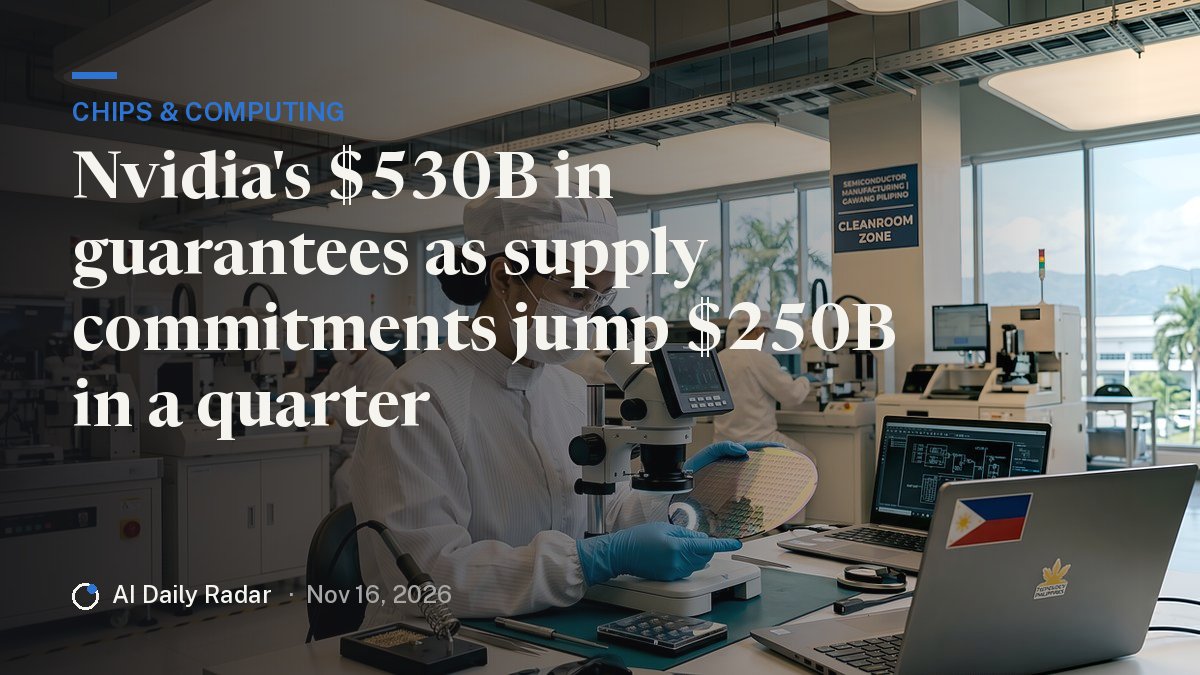 CHIPS & COMPUTING
Nvidia's $530B in
guarantees as supply
commitments jump $250B
in a quarter
SEMICONDUCTOR
MANUFACTURING |
GAWANG PILIPINO
CLEANROOM
ZONE
AI Daily Radar · Nov 16, 2026